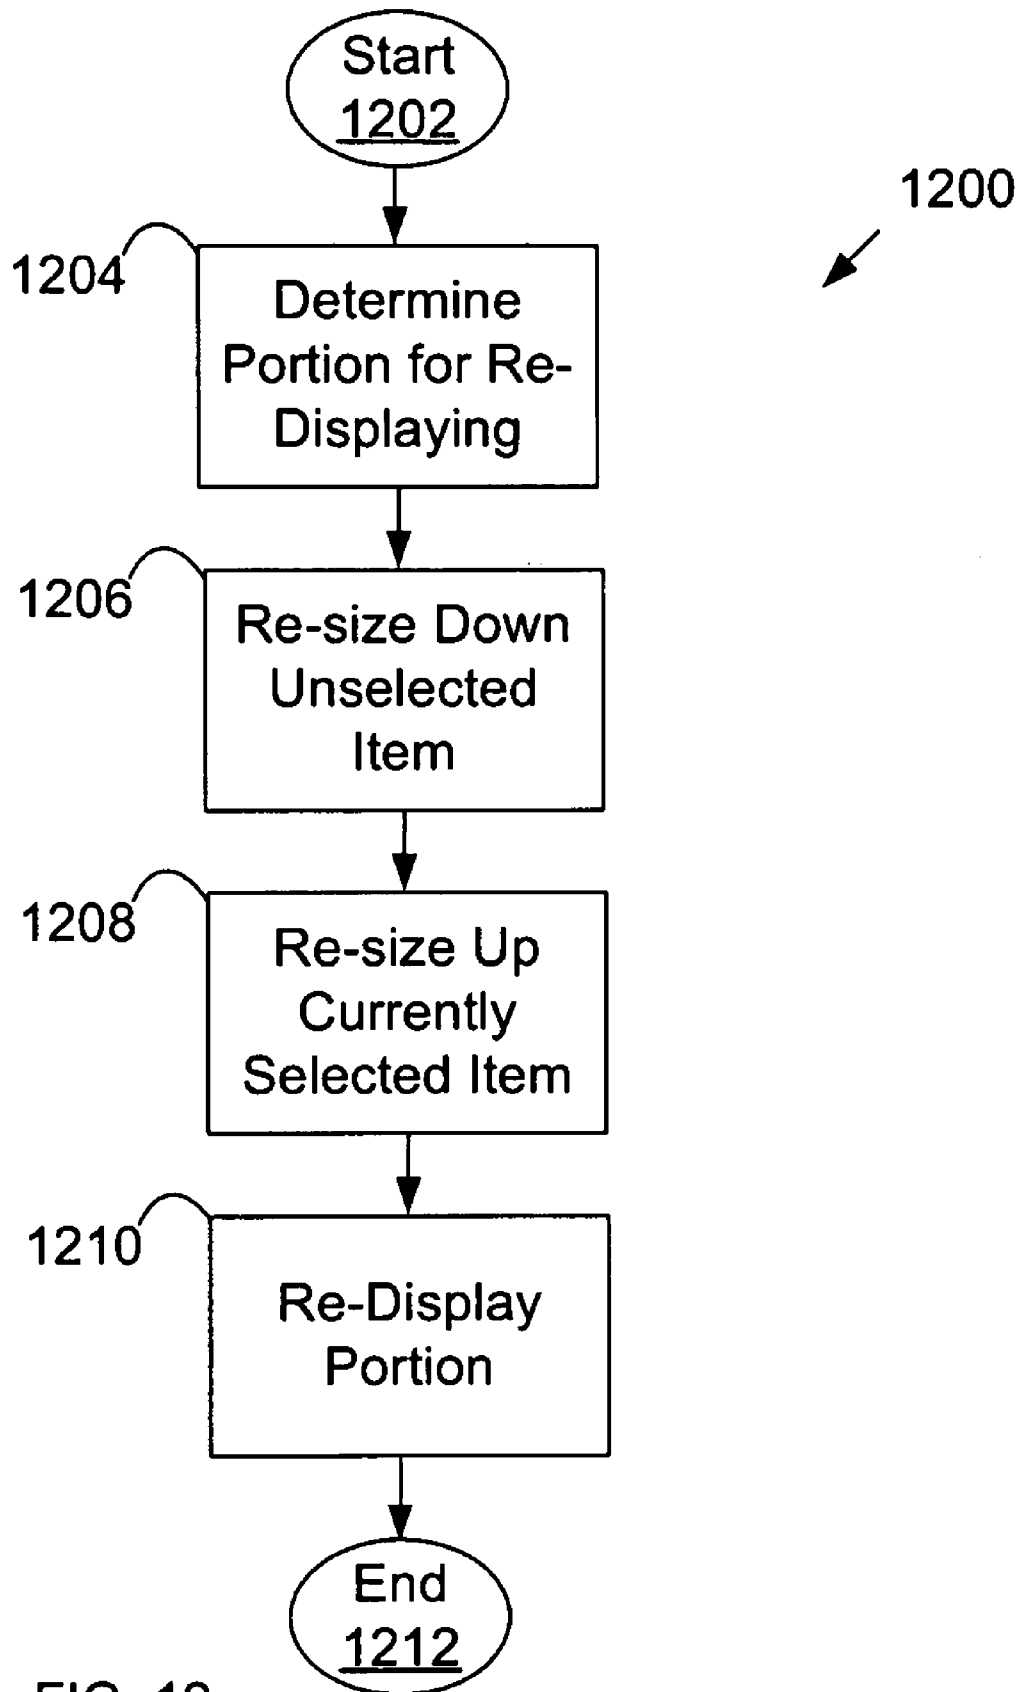 Start
1202
1200
1204
Determine
Portion for Re-
Displaying
1206
Re-size Down
Unselected
Item
1208
Re-size Up
Currently
Selected Item
1210
Re-Display
Portion
End
1212